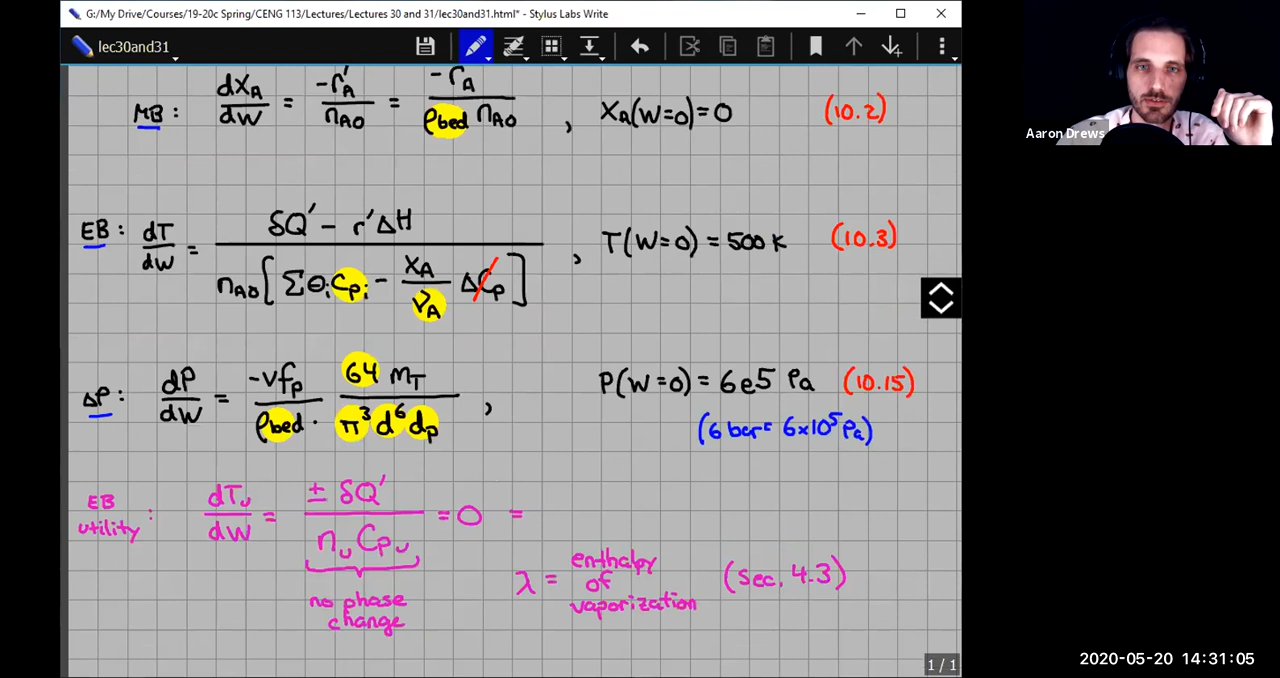 G:/My Drive/Courses/19-20c Spring/CENG 113/Lectures/Lectures 30 and 31/lec30and31.html* - Stylus Labs Write
lec30and31
MB: dX_A/dW = -r'_A/n_A0 = -r_A/(ρ_bed n_A0), X_A(W=0)=0 (10.2)
EB: dT/dW = (δQ' - r'ΔH)/(n_A0[Σθ_i C_p_i - (X_A/ν_A) ΔC_p]), T(W=0) = 500K (10.3)
ΔP: dP/dW = (-v f_P/ρ_bed) · (64 m_T/(π³ d⁶ d_p)), P(W=0) = 6e5 Pa (10.15)
(6 bar = 6×10⁵ Pa)
EB utility: dT_U/dW = ± δQ'/(n_U C_p_U) = 0 =
no phase change
λ = enthalpy of vaporization (sec. 4.3)
1 / 1
Aaron Drews
2020-05-20 14:31:05